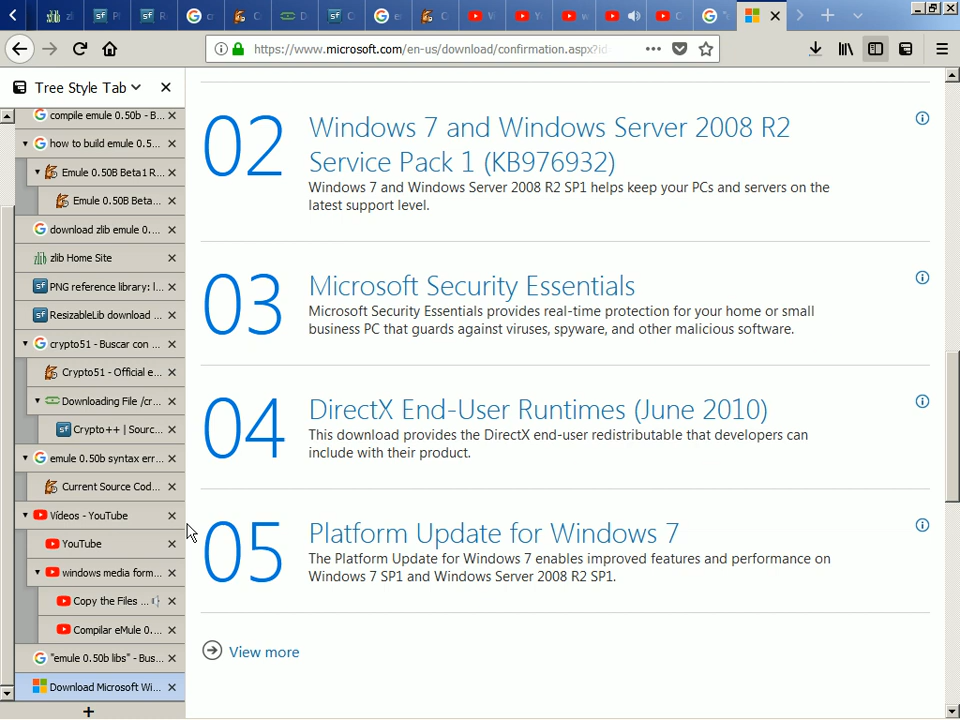 https://www.microsoft.com/en-us/download/confirmation.aspx?id
Tree Style Tab
compile emule 0.50b - B...
how to build emule 0.5...
Emule 0.50B Beta1 R...
Emule 0.50B Beta...
download zlib emule 0....
zlib Home Site
PNG reference library: l...
ResizableLib download ...
crypto51 - Buscar con ...
Crypto51 - Official e...
Downloading File /cr...
Crypto++ | Sourc...
emule 0.50b syntax err...
Current Source Cod...
Vídeos - YouTube
YouTube
windows media form...
Copy the Files ...
Compilar eMule 0....
"emule 0.50b libs" - Bus...
Download Microsoft Wi...
02
Windows 7 and Windows Server 2008 R2
Service Pack 1 (KB976932)
Windows 7 and Windows Server 2008 R2 SP1 helps keep your PCs and servers on the
latest support level.
03
Microsoft Security Essentials
Microsoft Security Essentials provides real-time protection for your home or small
business PC that guards against viruses, spyware, and other malicious software.
04
DirectX End-User Runtimes (June 2010)
This download provides the DirectX end-user redistributable that developers can
include with their product.
05
Platform Update for Windows 7
The Platform Update for Windows 7 enables improved features and performance on
Windows 7 SP1 and Windows Server 2008 R2 SP1.
View more